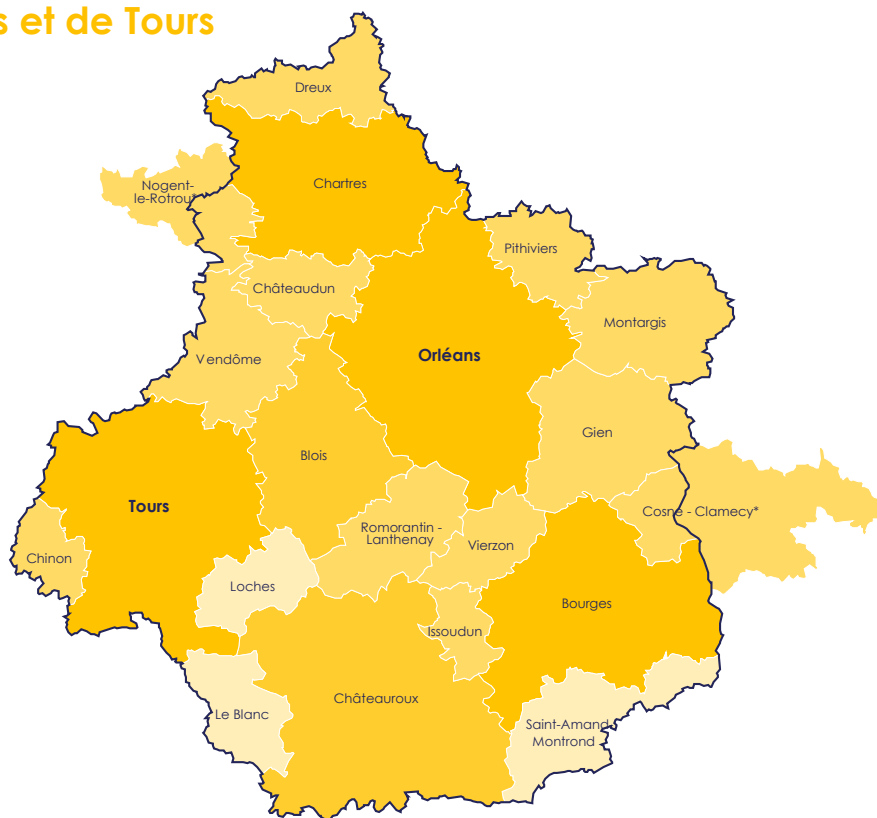 s et de Tours
Dreux
Chartres
Nogent-
le-Rotrou*
Pithiviers
Châteaudun
Montargis
Orléans
Vendôme
Gien
Blois
Tours
Cosne - Clamecy*
Romorantin -
Lanthenay
Vierzon
Chinon
Loches
Bourges
Issoudun
Châteauroux
Le Blanc
Saint-Amand-
Montrond